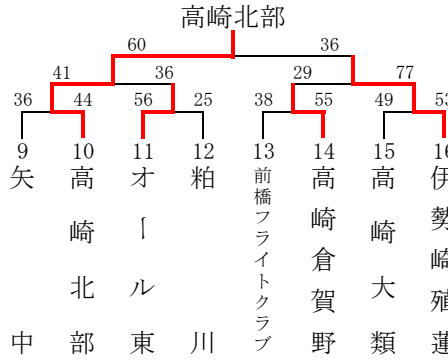 高崎北部
60 36
41 36 29 77
36 44 56 25 38 55 49 53
9 10 11 12 13 14 15 16
矢中
高崎北部
オール東
粕川
前橋フライトクラブ
高崎倉賀野
高崎大類
伊勢崎殖蓮